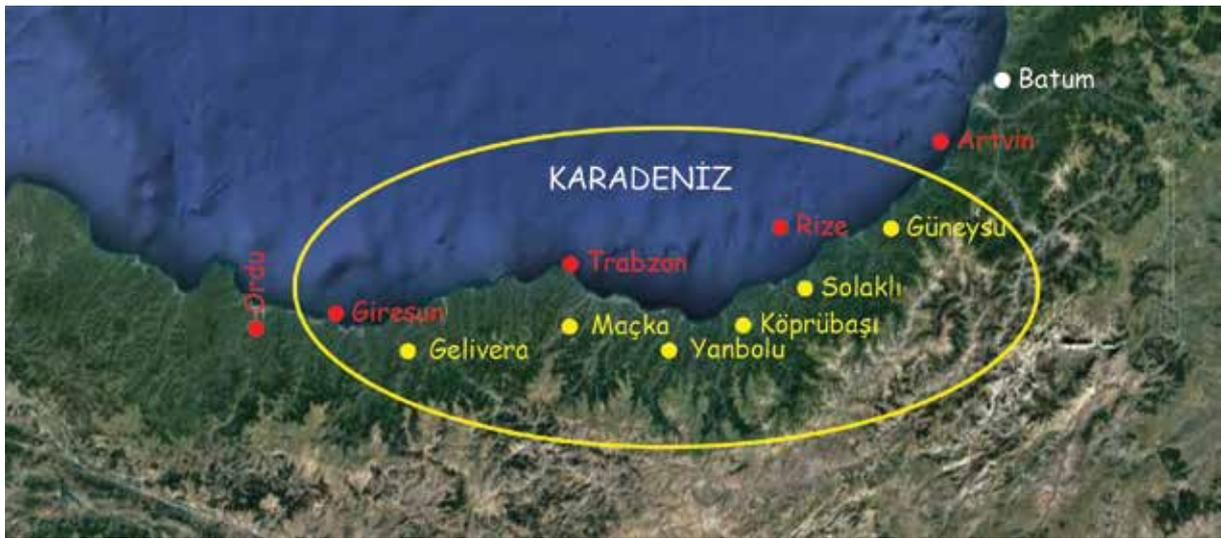 Batum
Artvin
KARADENİZ
Rize
Güneysu
Trabzon
Ordu
Solaklı
Giresun
Maçka
Köprübaşı
Gelivera
Yanbolu